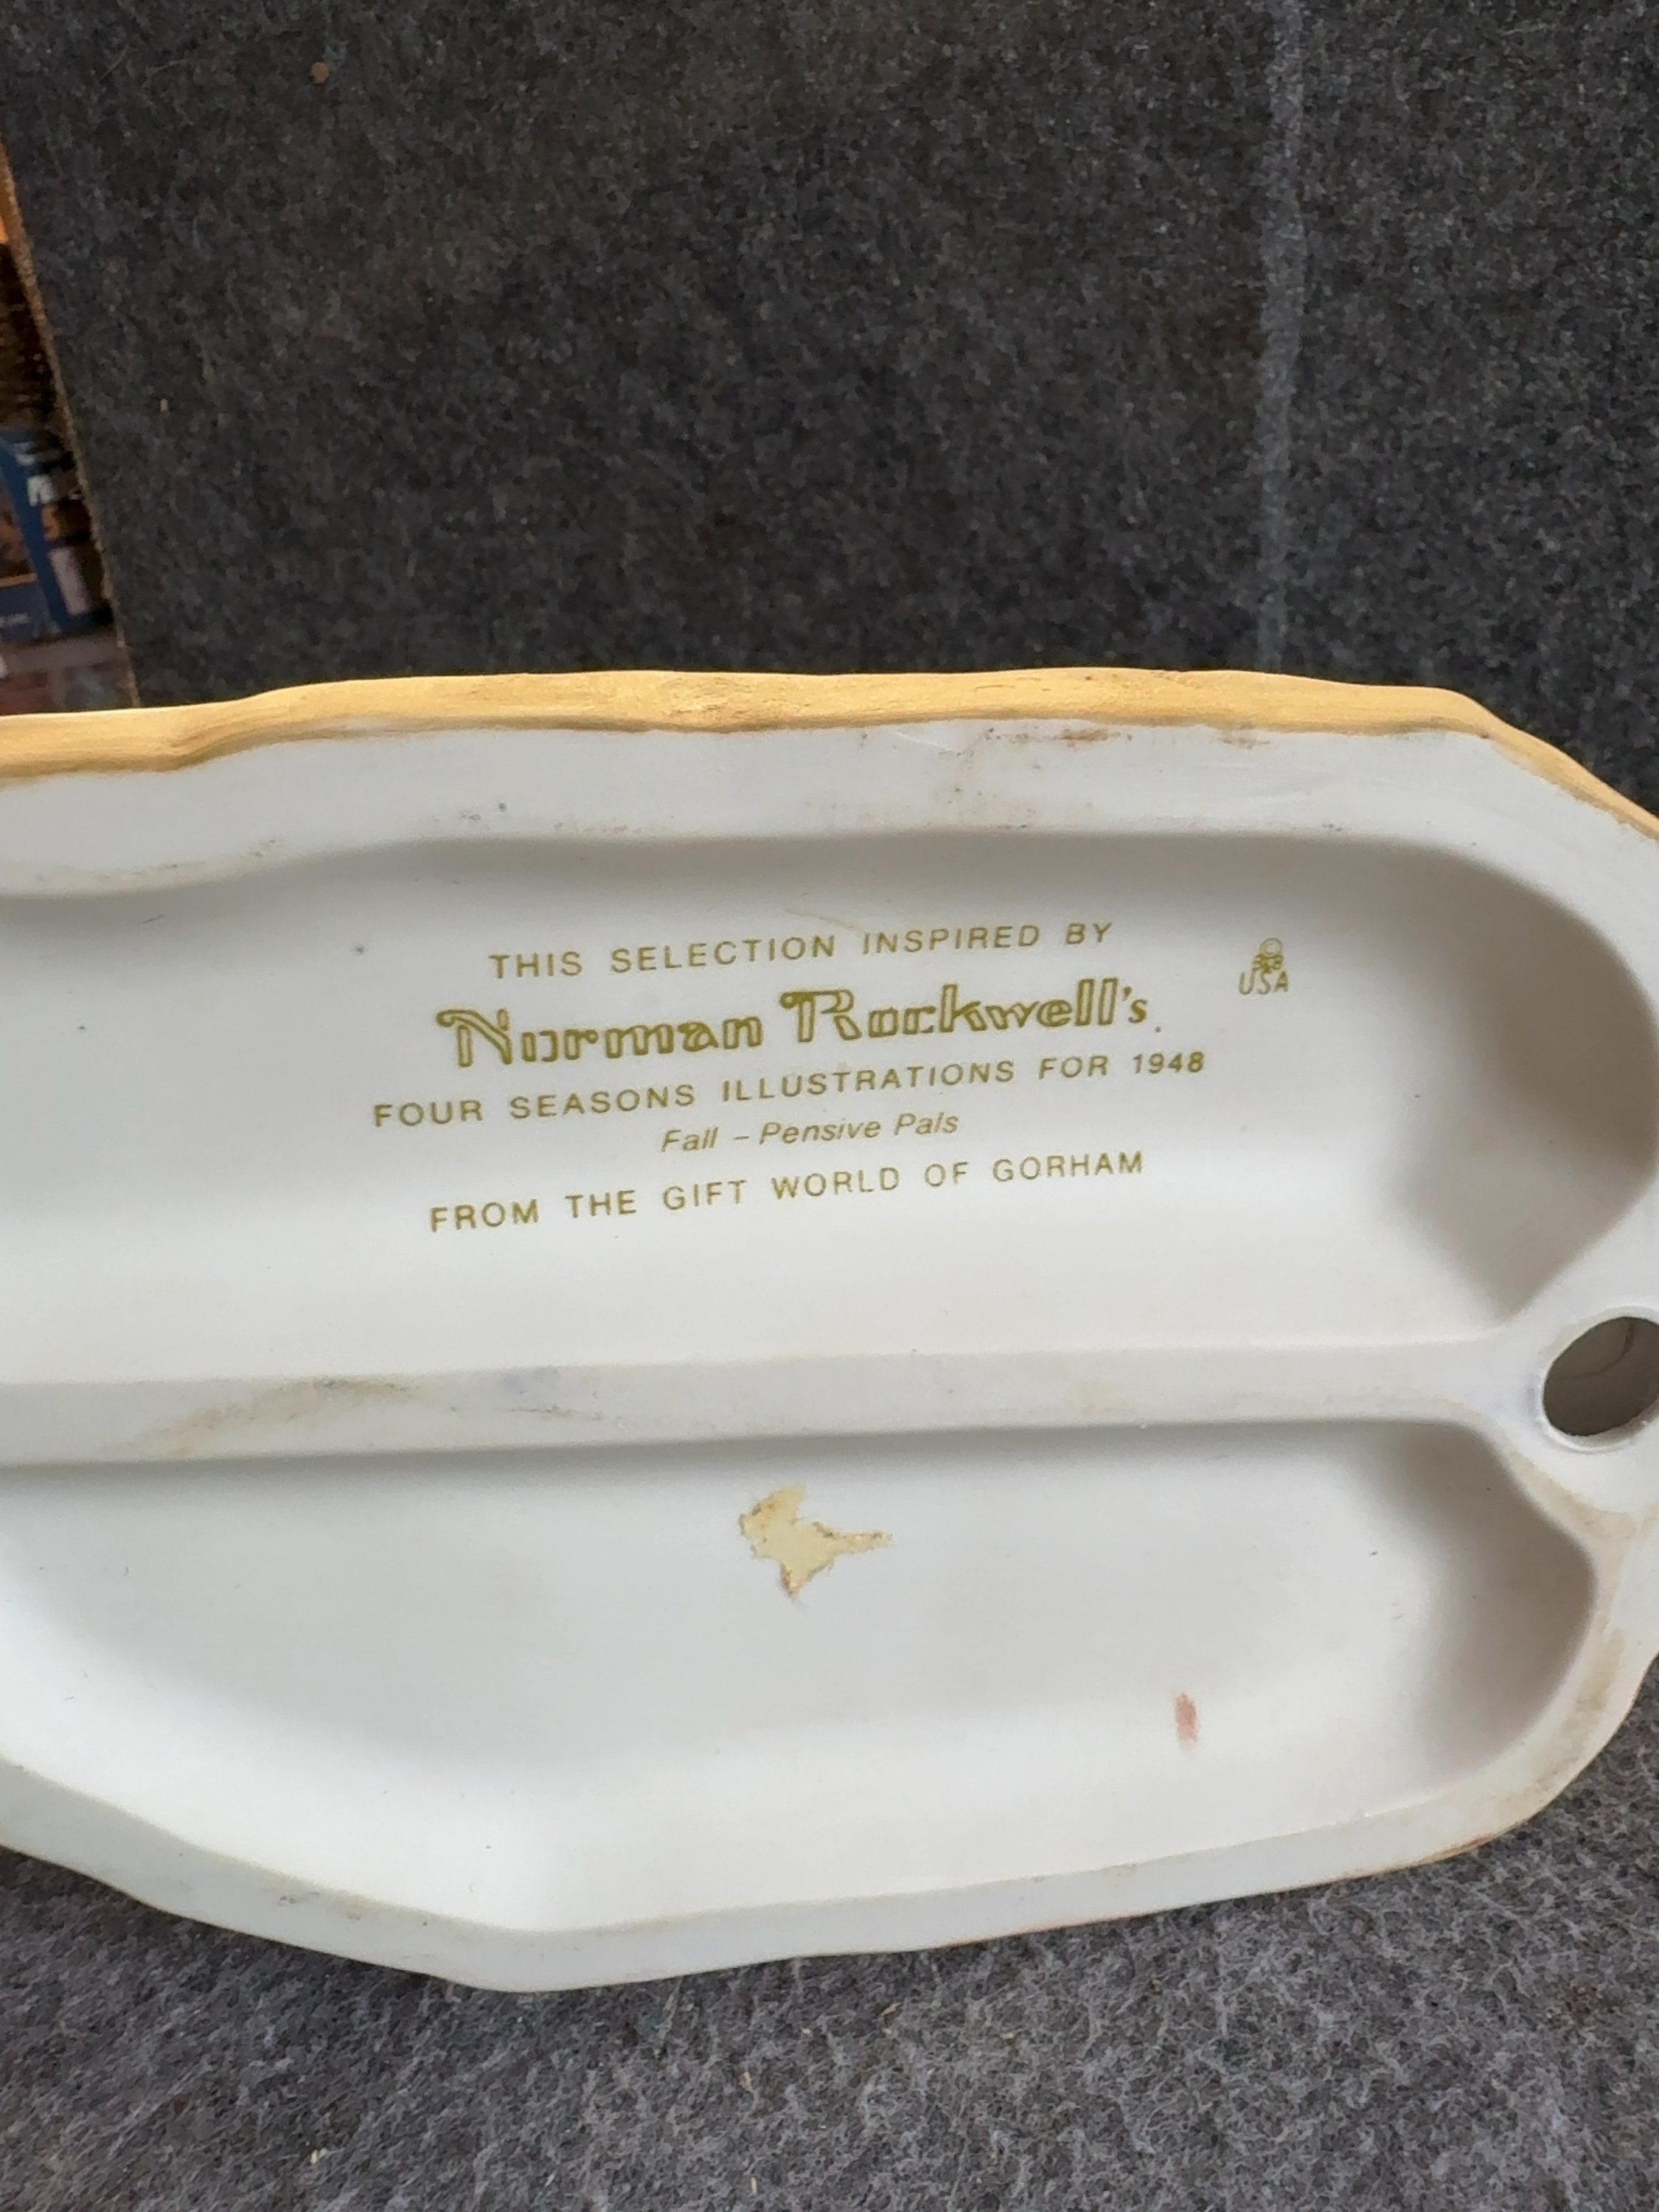 THIS SELECTION INSPIRED BY
Norman Rockwell's
USA
FOUR SEASONS ILLUSTRATIONS FOR 1948
Fall – Pensive Pals
FROM THE GIFT WORLD OF GORHAM